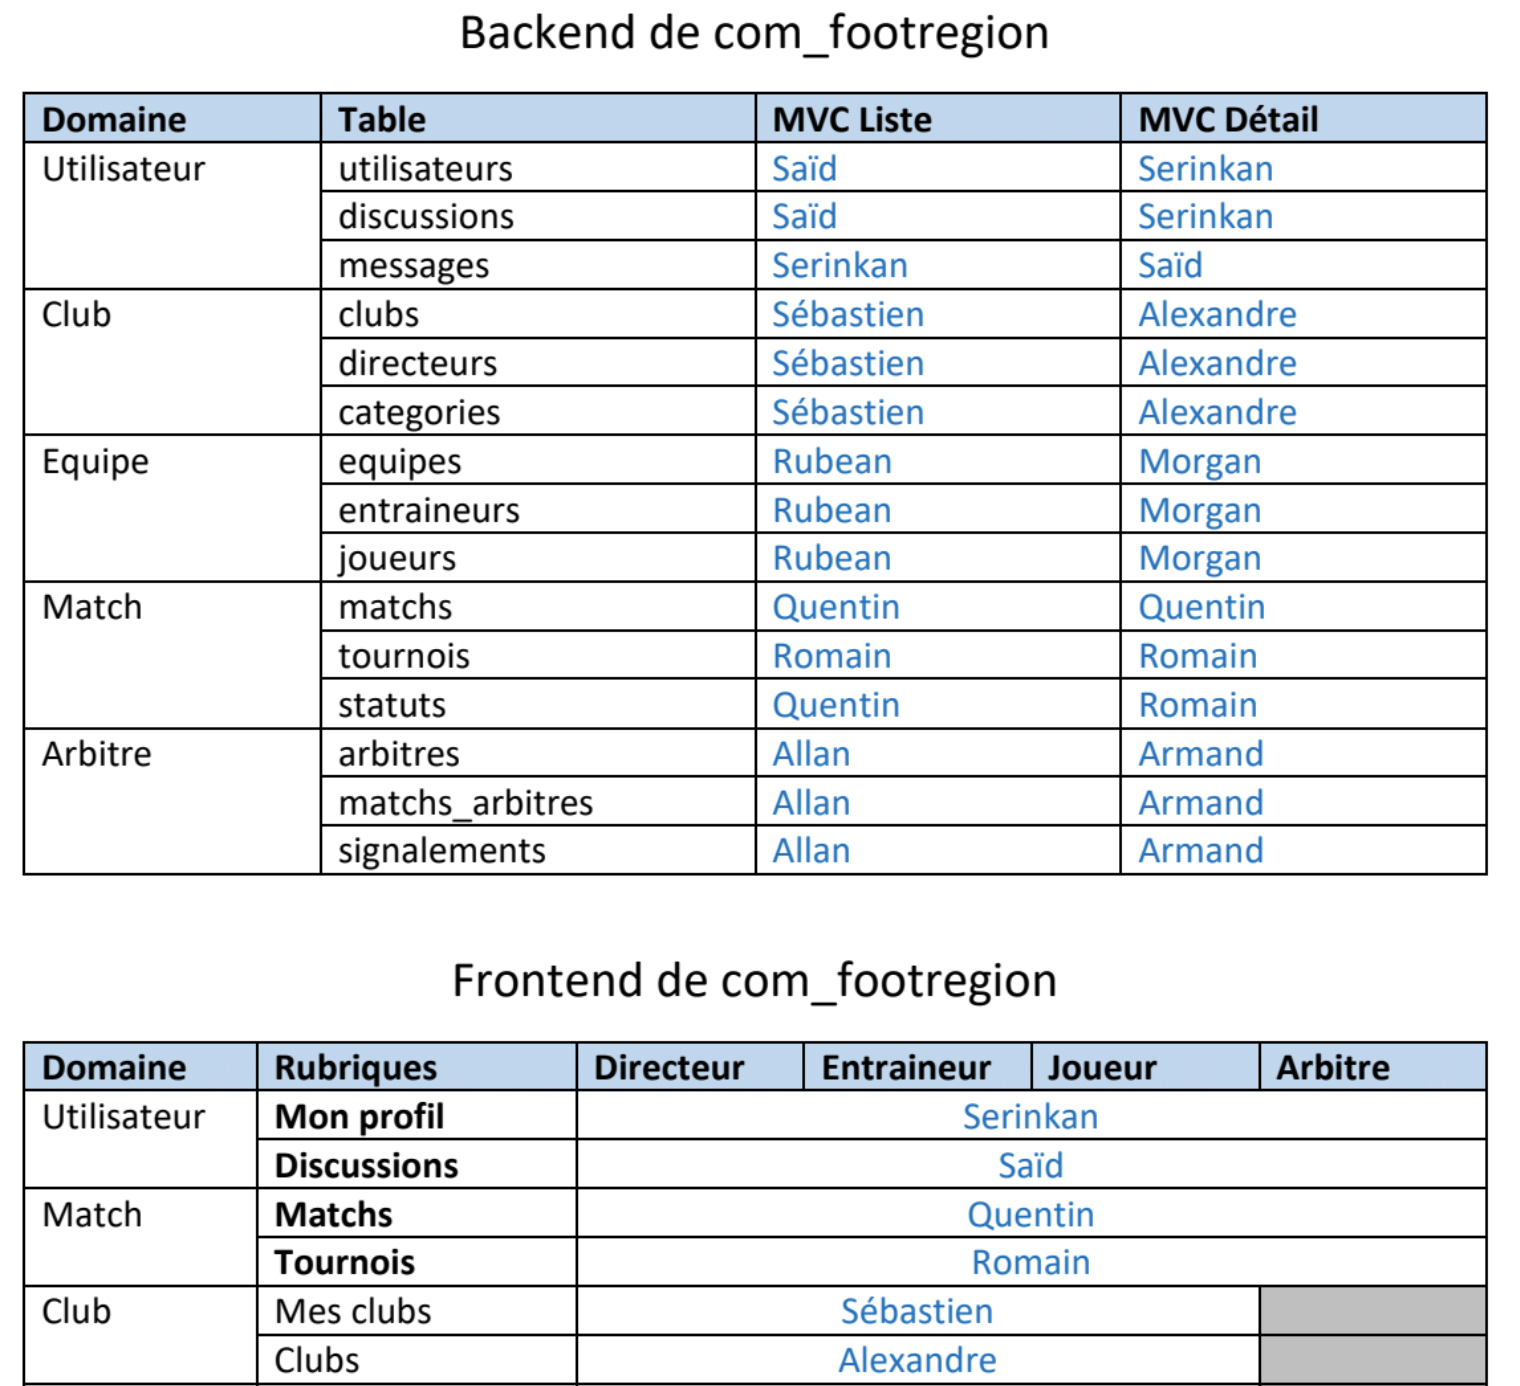 Backend de com_footregion
Domaine Table MVC Liste MVC Détail
Utilisateur utilisateurs Saïd Serinkan
discussions Saïd Serinkan
messages Serinkan Saïd
Club clubs Sébastien Alexandre
directeurs Sébastien Alexandre
categories Sébastien Alexandre
Equipe equipes Rubean Morgan
entraineurs Rubean Morgan
joueurs Rubean Morgan
Match matchs Quentin Quentin
tournois Romain Romain
statuts Quentin Romain
Arbitre arbitres Allan Armand
matchs_arbitres Allan Armand
signalements Allan Armand
Frontend de com_footregion
Domaine Rubriques Directeur Entraineur Joueur Arbitre
Utilisateur Mon profil Serinkan
Discussions Saïd
Match Matchs Quentin
Tournois Romain
Club Mes clubs Sébastien
Clubs Alexandre